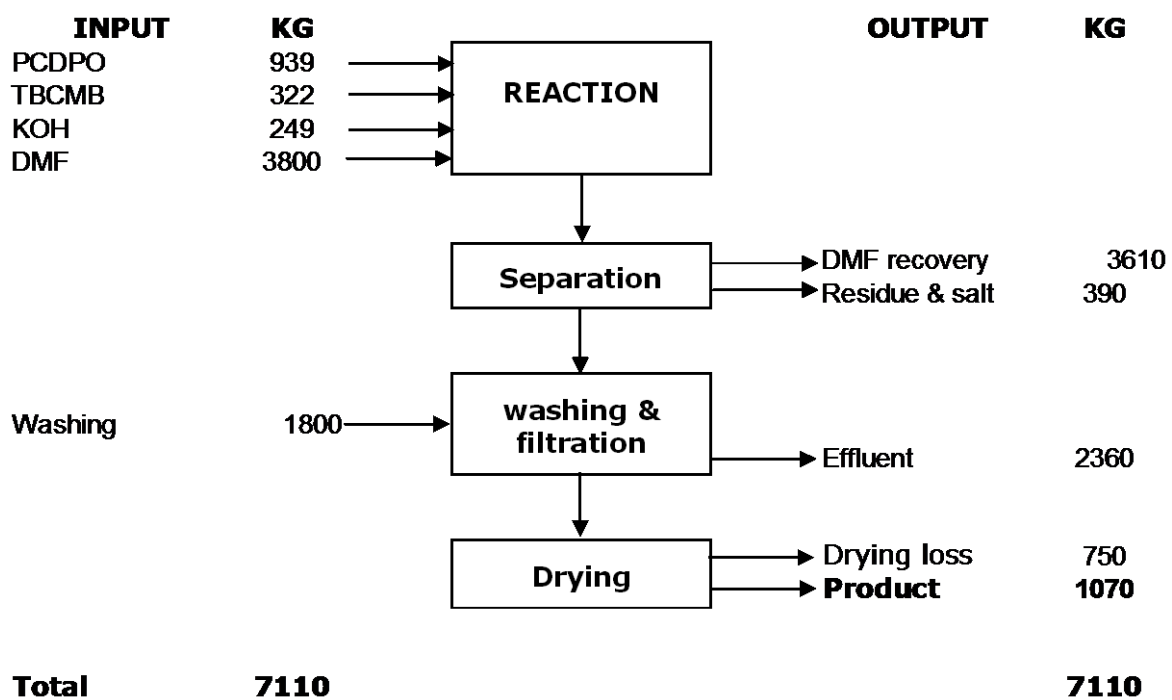 INPUT KG OUTPUT KG
PCDPO 939
TBCMB 322
KOH 249
DMF 3800
REACTION
Separation
DMF recovery 3610
Residue & salt 390
Washing 1800
washing &
filtration
Effluent 2360
Drying
Drying loss 750
Product 1070
Total 7110 7110